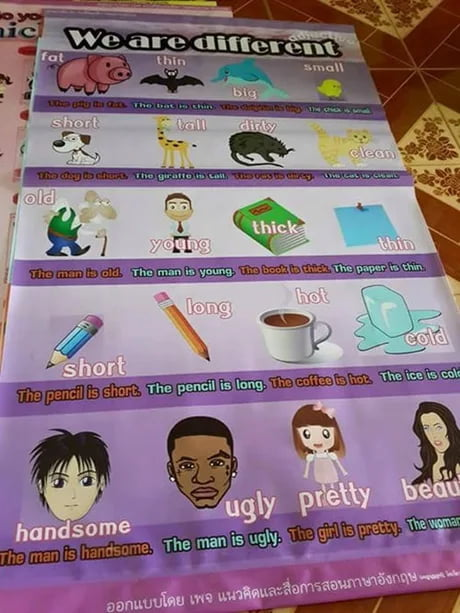 We are different
adjective
fat thin big small
The pig is fat. The bat is thin. The dolphin is big. The chick is small.
short tall dirty clean
The dog is short. The giraffe is tall. The rat is dirty. The cat is clean.
old young thick thin
The man is old. The man is young. The book is thick. The paper is thin.
short long hot cold
The pencil is short. The pencil is long. The coffee is hot. The ice is col
handsome ugly pretty beau
The man is handsome. The man is ugly. The girl is pretty. The woma
ออกแบบโดย เพจ แนวคิดและสื่อการสอนภาษาอังกฤษ